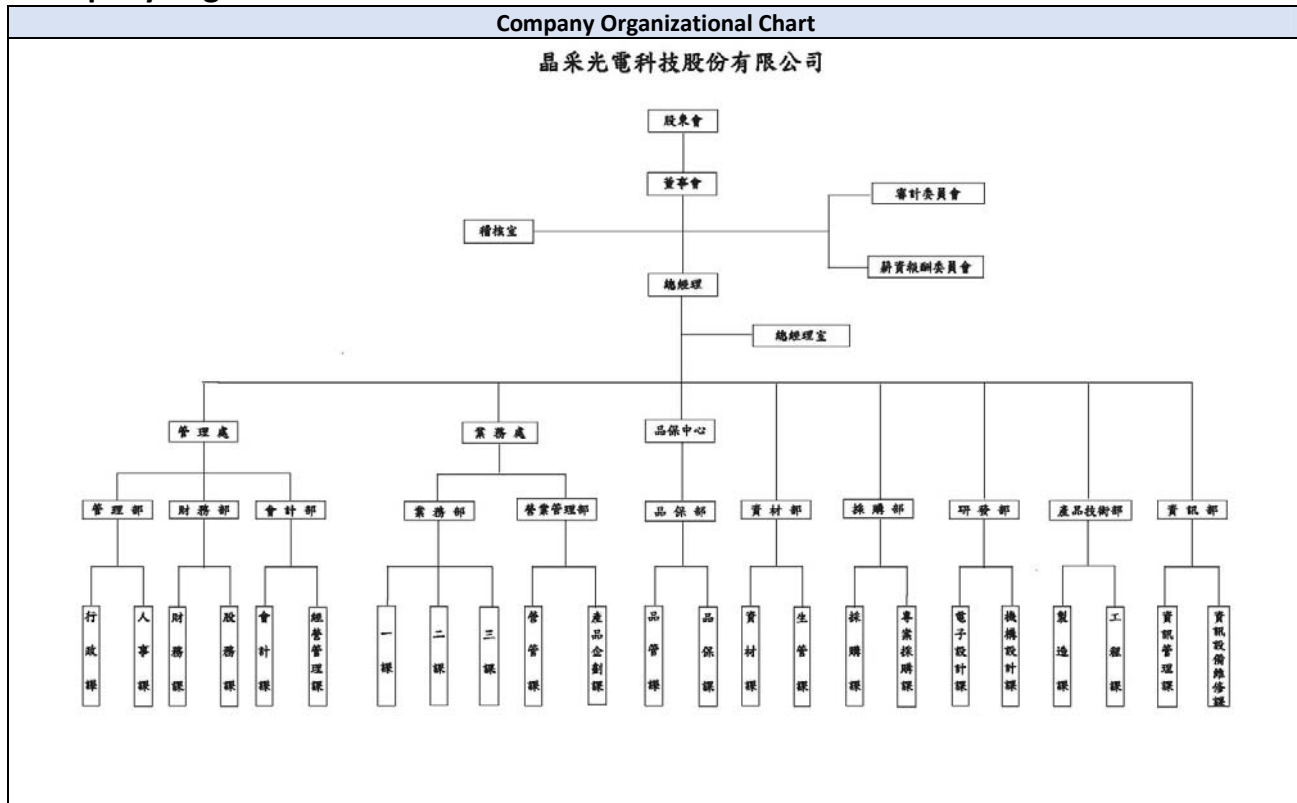 Company Organizational Chart
晶采光電科技股份有限公司
股東會
董事會
審計委員會
稽核室
薪資報酬委員會
總經理
總經理室
管理處
業務處
品保中心
管理部
財務部
會計部
業務部
營業管理部
品保部
資材部
採購部
研發部
產品技術部
資訊部
行政課
人事課
財務課
股務課
會計課
經營管理課
一課
二課
三課
營管課
產品企劃課
品管課
品保課
資材課
生管課
採購課
專案採購課
電子設計課
機構設計課
製造課
工程課
資訊管理課
資訊設備維修課